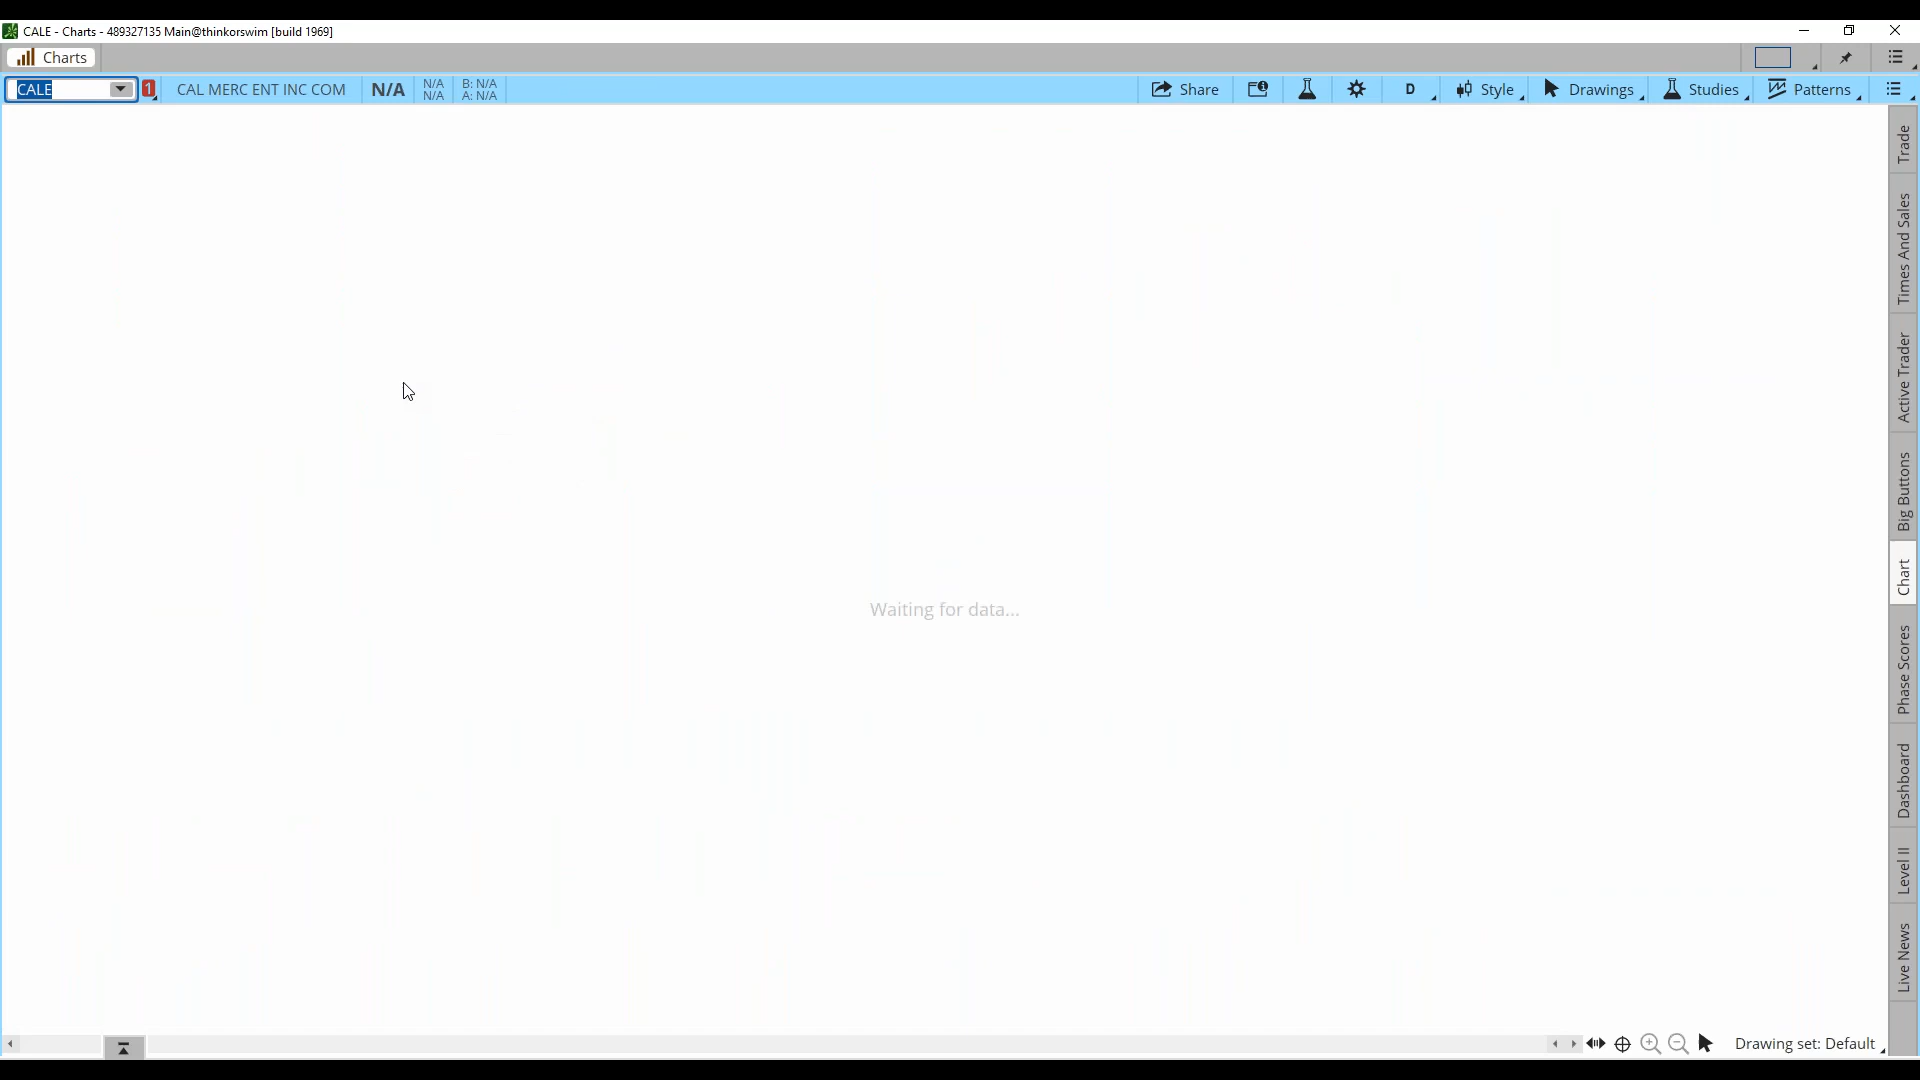 CALE - Charts - 489327135 Main@thinkorswim [build 1969]
Charts
CALE
1
CAL MERC ENT INC COM
N/A
N/A
N/A
B: N/A
A: N/A
Share
D
Style
Drawings
Studies
Patterns
Trade
Times And Sales
Active Trader
Big Buttons
Chart
Phase Scores
Dashboard
Level II
Live News
Waiting for data...
Drawing set: Default